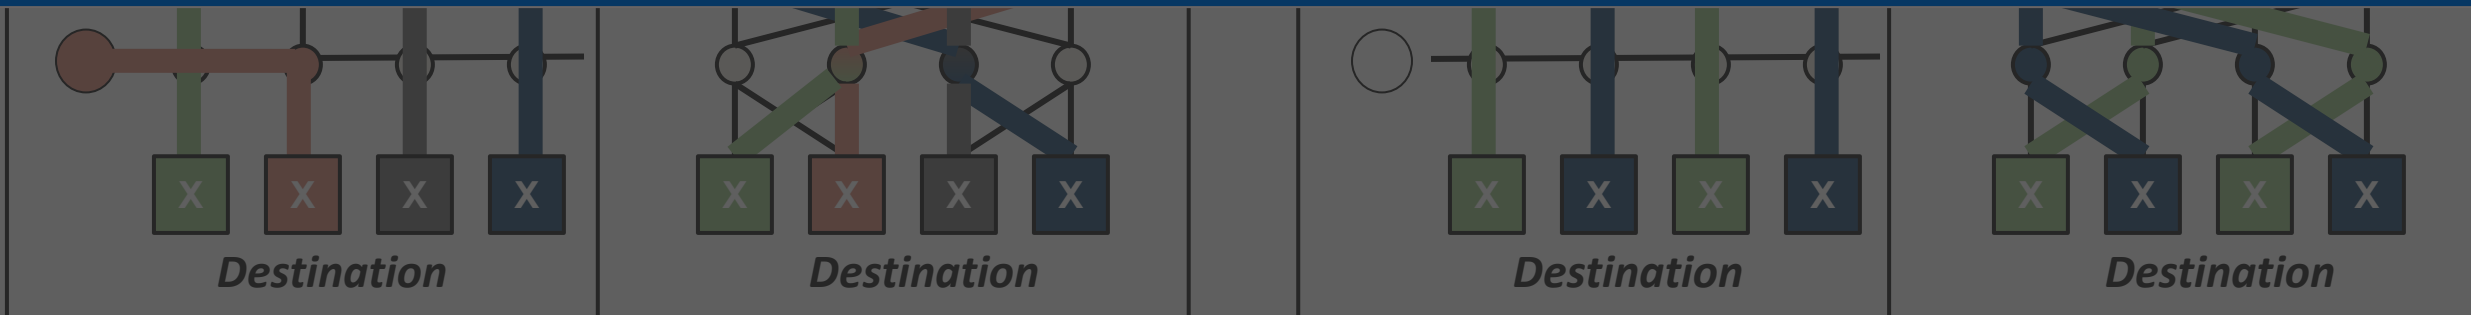 X X X X X X X X X X X X X X X X
Destination Destination Destination Destination